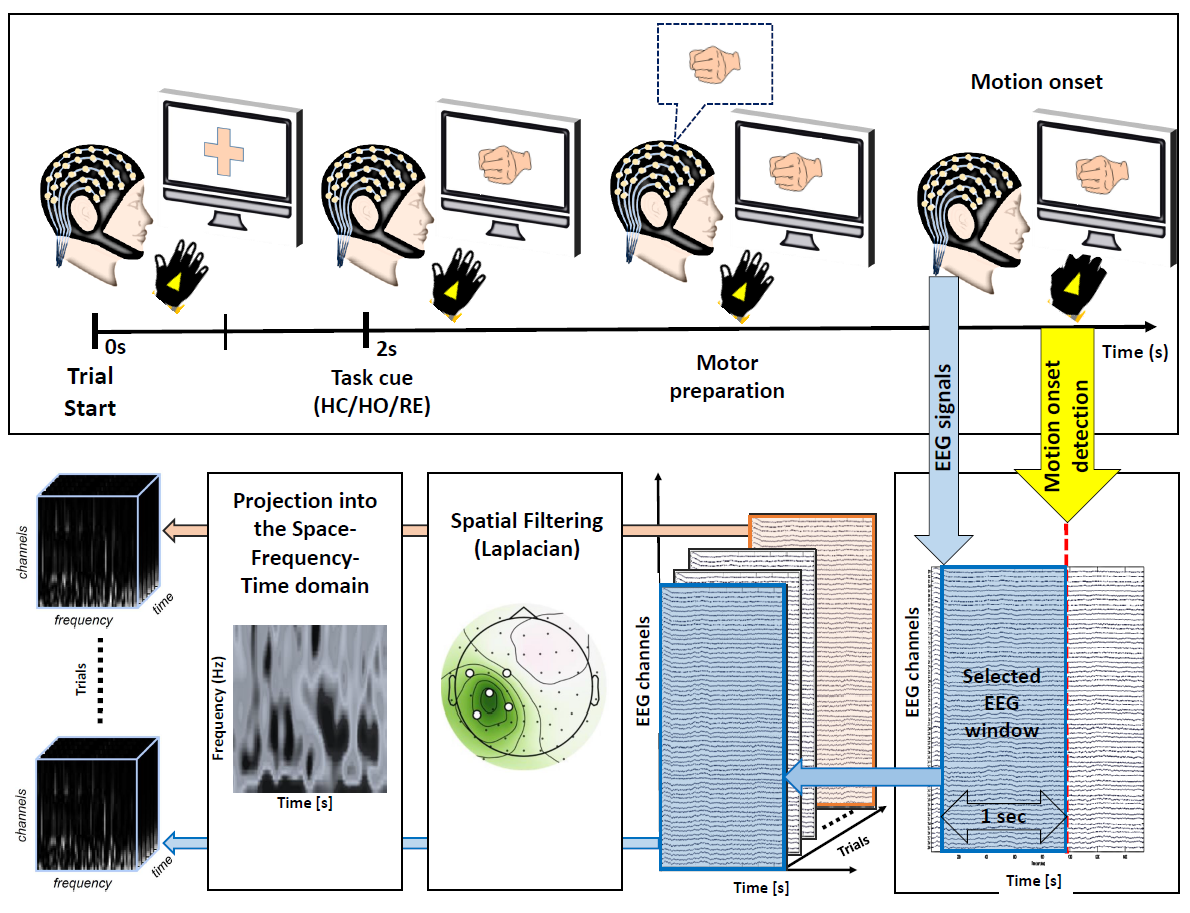 Motion onset
0s
2s
Time (s)
Trial
Start
Task cue
(HC/HO/RE)
Motor
preparation
EEG signals
Motion onset
detection
channels
frequency
time
Trials
channels
frequency
time
Projection into
the Space-
Frequency-
Time domain
Frequency (Hz)
Time [s]
Spatial Filtering
(Laplacian)
EEG channels
Trials
Time [s]
EEG channels
Selected
EEG
window
1 sec
Time [s]